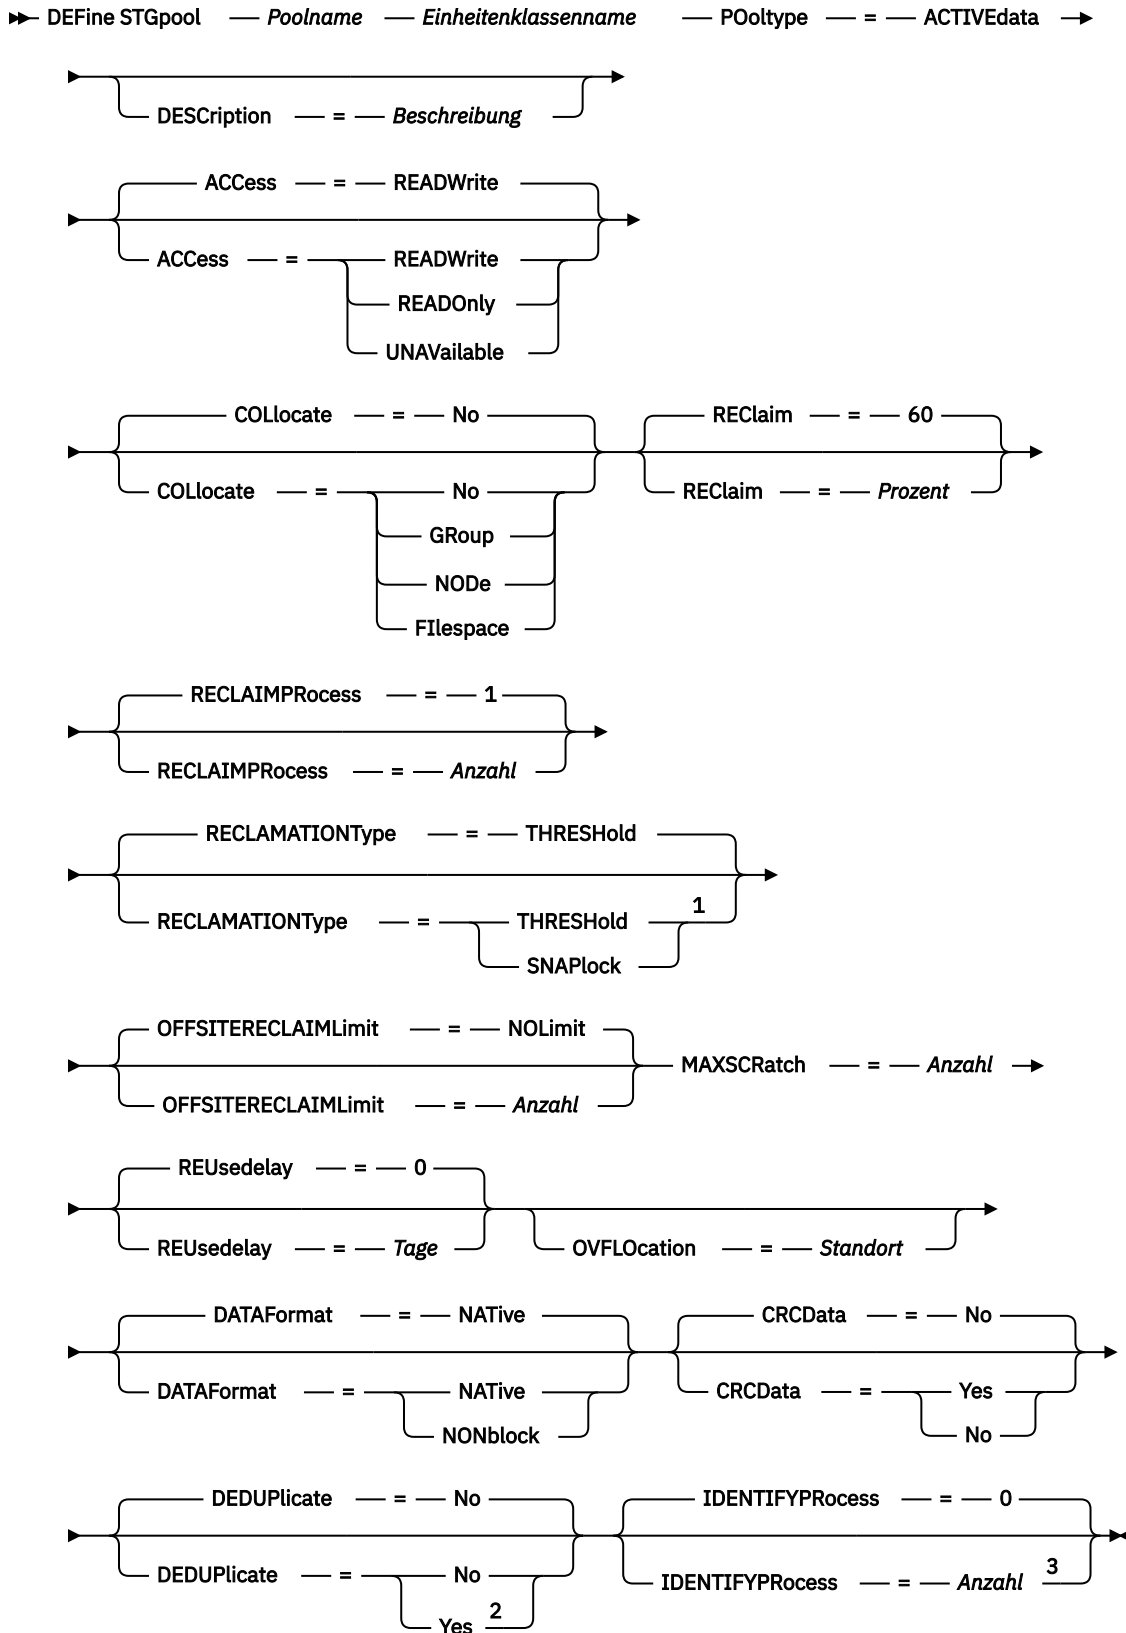 DEFine STGpool Poolname Einheitenklassenname POoltype = ACTIVEdata
DESCription = Beschreibung
ACCess = READWrite
ACCess = READWrite
READOnly
UNAVailable
COLlocate = No REClaim = 60
COLlocate = No REClaim = Prozent
GRoup
NODe
FIlespace
RECLAIMPRocess = 1
RECLAIMPRocess = Anzahl
RECLAMATIONType = THRESHold
RECLAMATIONType = THRESHold 1
SNAPlock
OFFSITERECLAIMLimit = NOLimit
MAXSCRatch = Anzahl
OFFSITERECLAIMLimit = Anzahl
REUsedelay = 0
REUsedelay = Tage OVFLOcation = Standort
DATAFormat = NATive CRCData = No
DATAFormat = NATive CRCData = Yes
NONblock No
DEDUPlicate = No IDENTIFYPRocess = 0
DEDUPlicate = No IDENTIFYPRocess = Anzahl 3
Yes 2